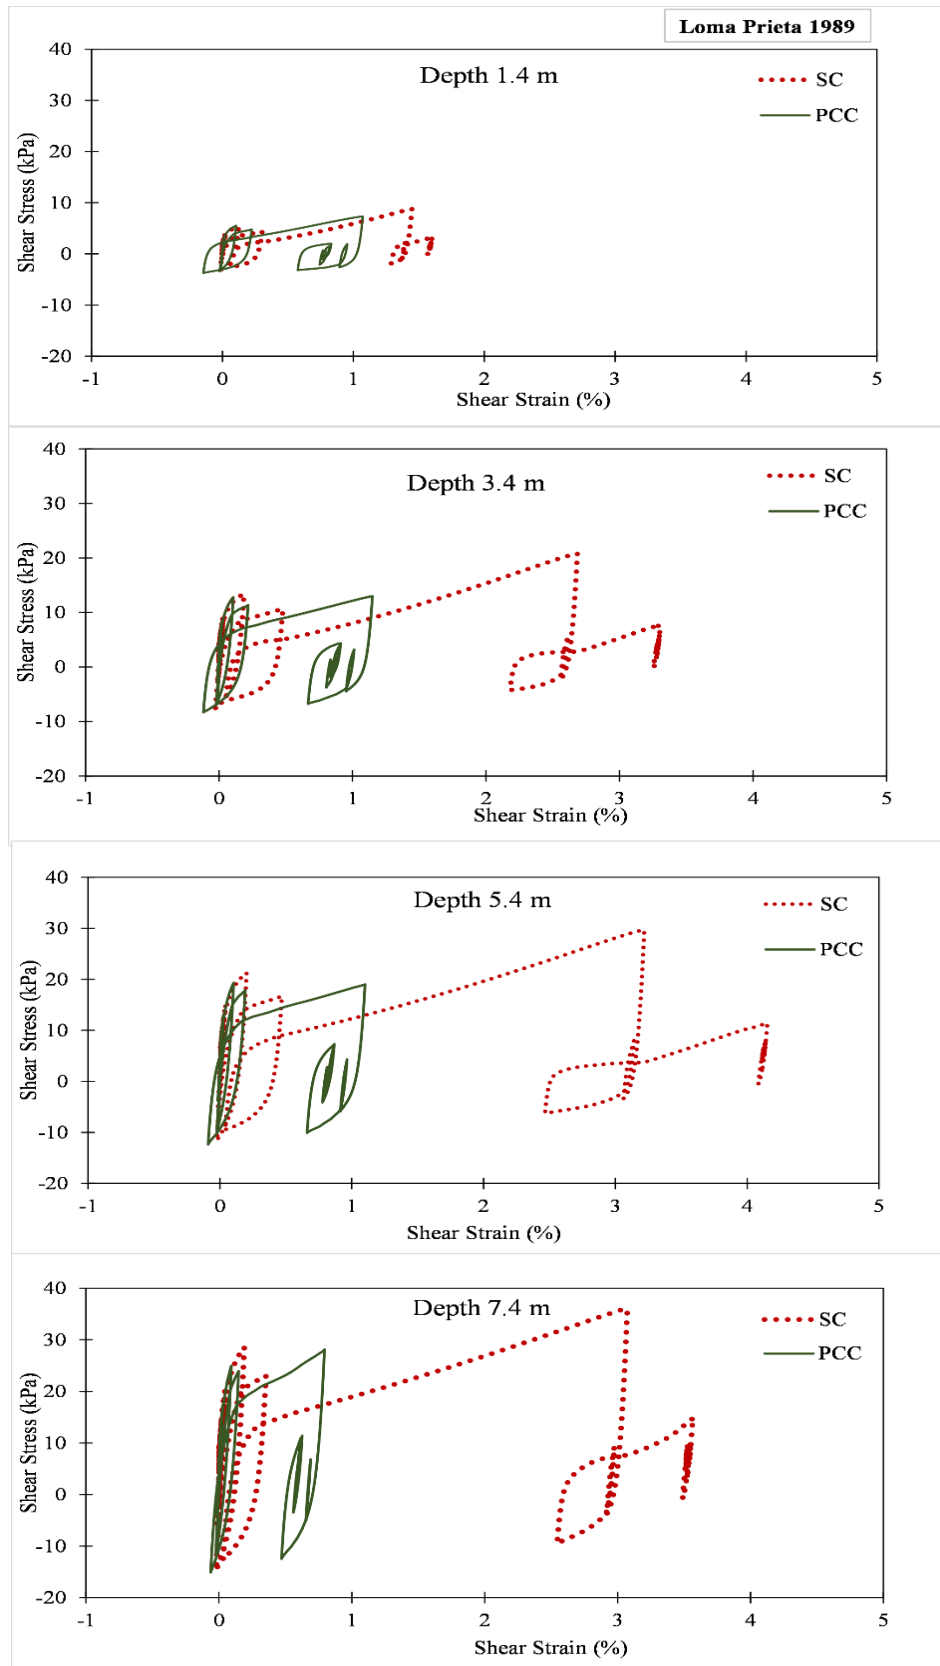 Loma Prieta 1989
Depth 1.4 m
SC
PCC
Shear Stress (kPa)
40
30
20
10
0
-10
-20
-1 0 1 2 3 4 5
Shear Strain (%)
Depth 3.4 m
SC
PCC
Shear Stress (kPa)
40
30
20
10
0
-10
-20
-1 0 1 2 3 4 5
Shear Strain (%)
Depth 5.4 m
SC
PCC
Shear Stress (kPa)
40
30
20
10
0
-10
-20
-1 0 1 2 3 4 5
Shear Strain (%)
Depth 7.4 m
SC
PCC
Shear Stress (kPa)
40
30
20
10
0
-10
-20
-1 0 1 2 3 4 5
Shear Strain (%)